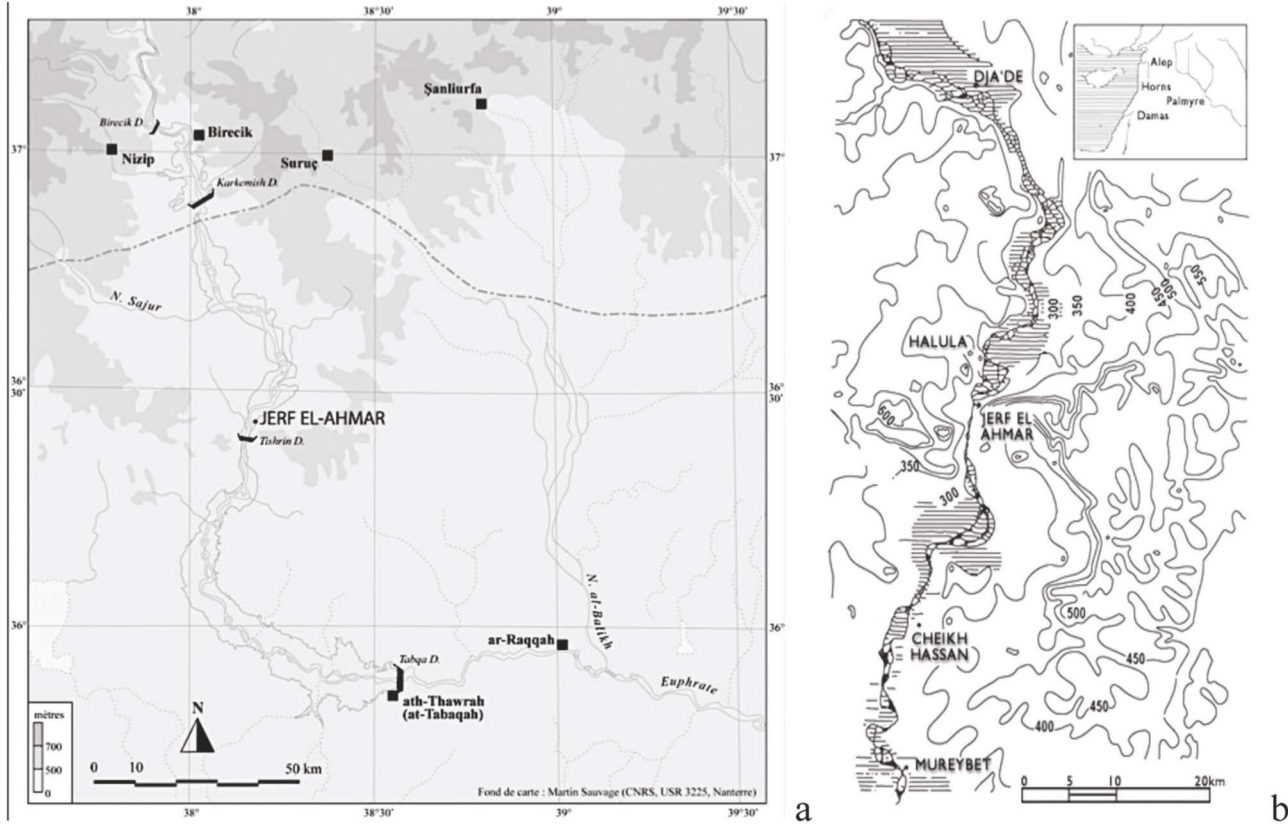 38°
38°30
39°
39°30
Şanliurfa
Birecik D.
Birecik
37°
Nizip
Suruç
Karkemish D.
N. Sajur
36°
30'
JERF EL-AHMAR
Tishrin D.
N. al-Balikh
36°
ar-Raqqah
Tabqa D.
Euphrate
ath-Thawrah
(at-Tabaqah)
mètres
700
500
N
0 10 50 km
Fond de carte : Martin Sauvage (CNRS, USR 3225, Nanterre)
38°
38°30
39°
39°30
a
DJA'DE
Alep
Horns
Palmyre
Damas
37°
550
500
450
400
350
300
HALULA
36°
30'
600
JERF EL
AHMAR
350
300
500
36°
CHEIKH
HASSAN
450
450
400
MUREYBET
0 5 10 20km
b